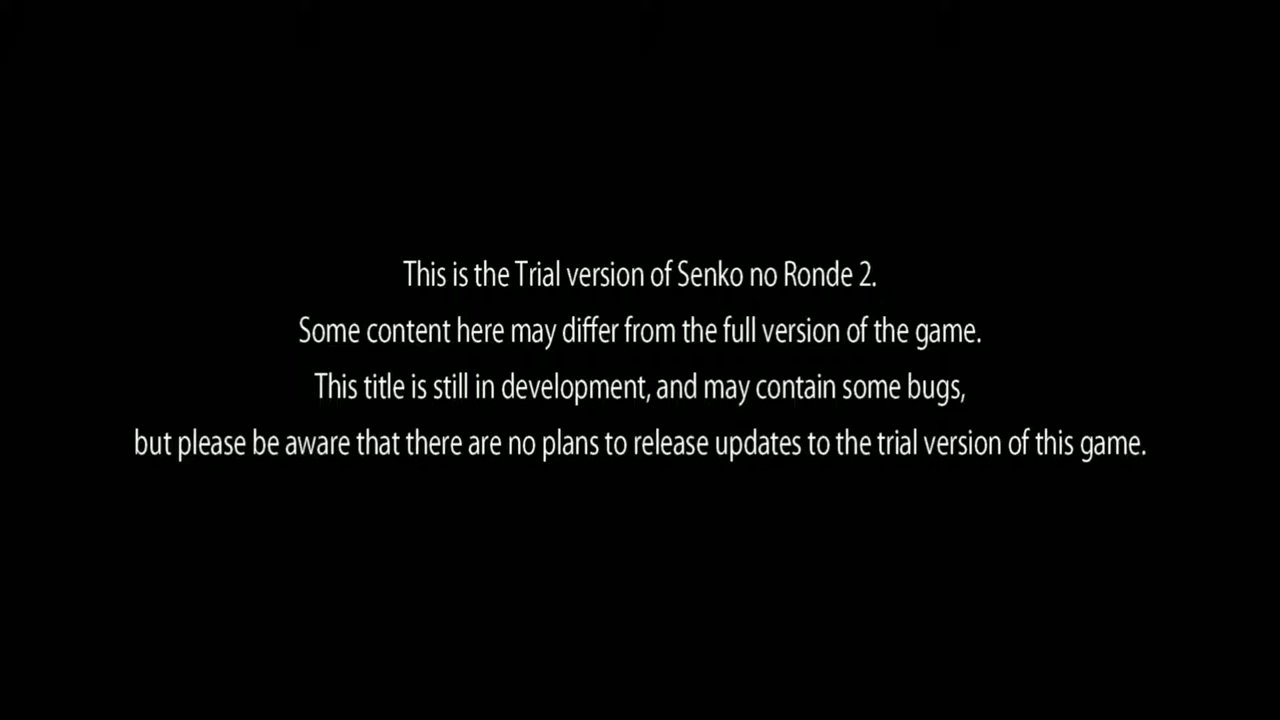 This is the Trial version of Senko no Ronde 2.
Some content here may differ from the full version of the game.
This title is still in development, and may contain some bugs,
but please be aware that there are no plans to release updates to the trial version of this game.